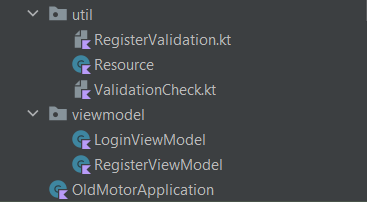 util
RegisterValidation.kt
Resource
ValidationCheck.kt
viewmodel
LoginViewModel
RegisterViewModel
OldMotorApplication